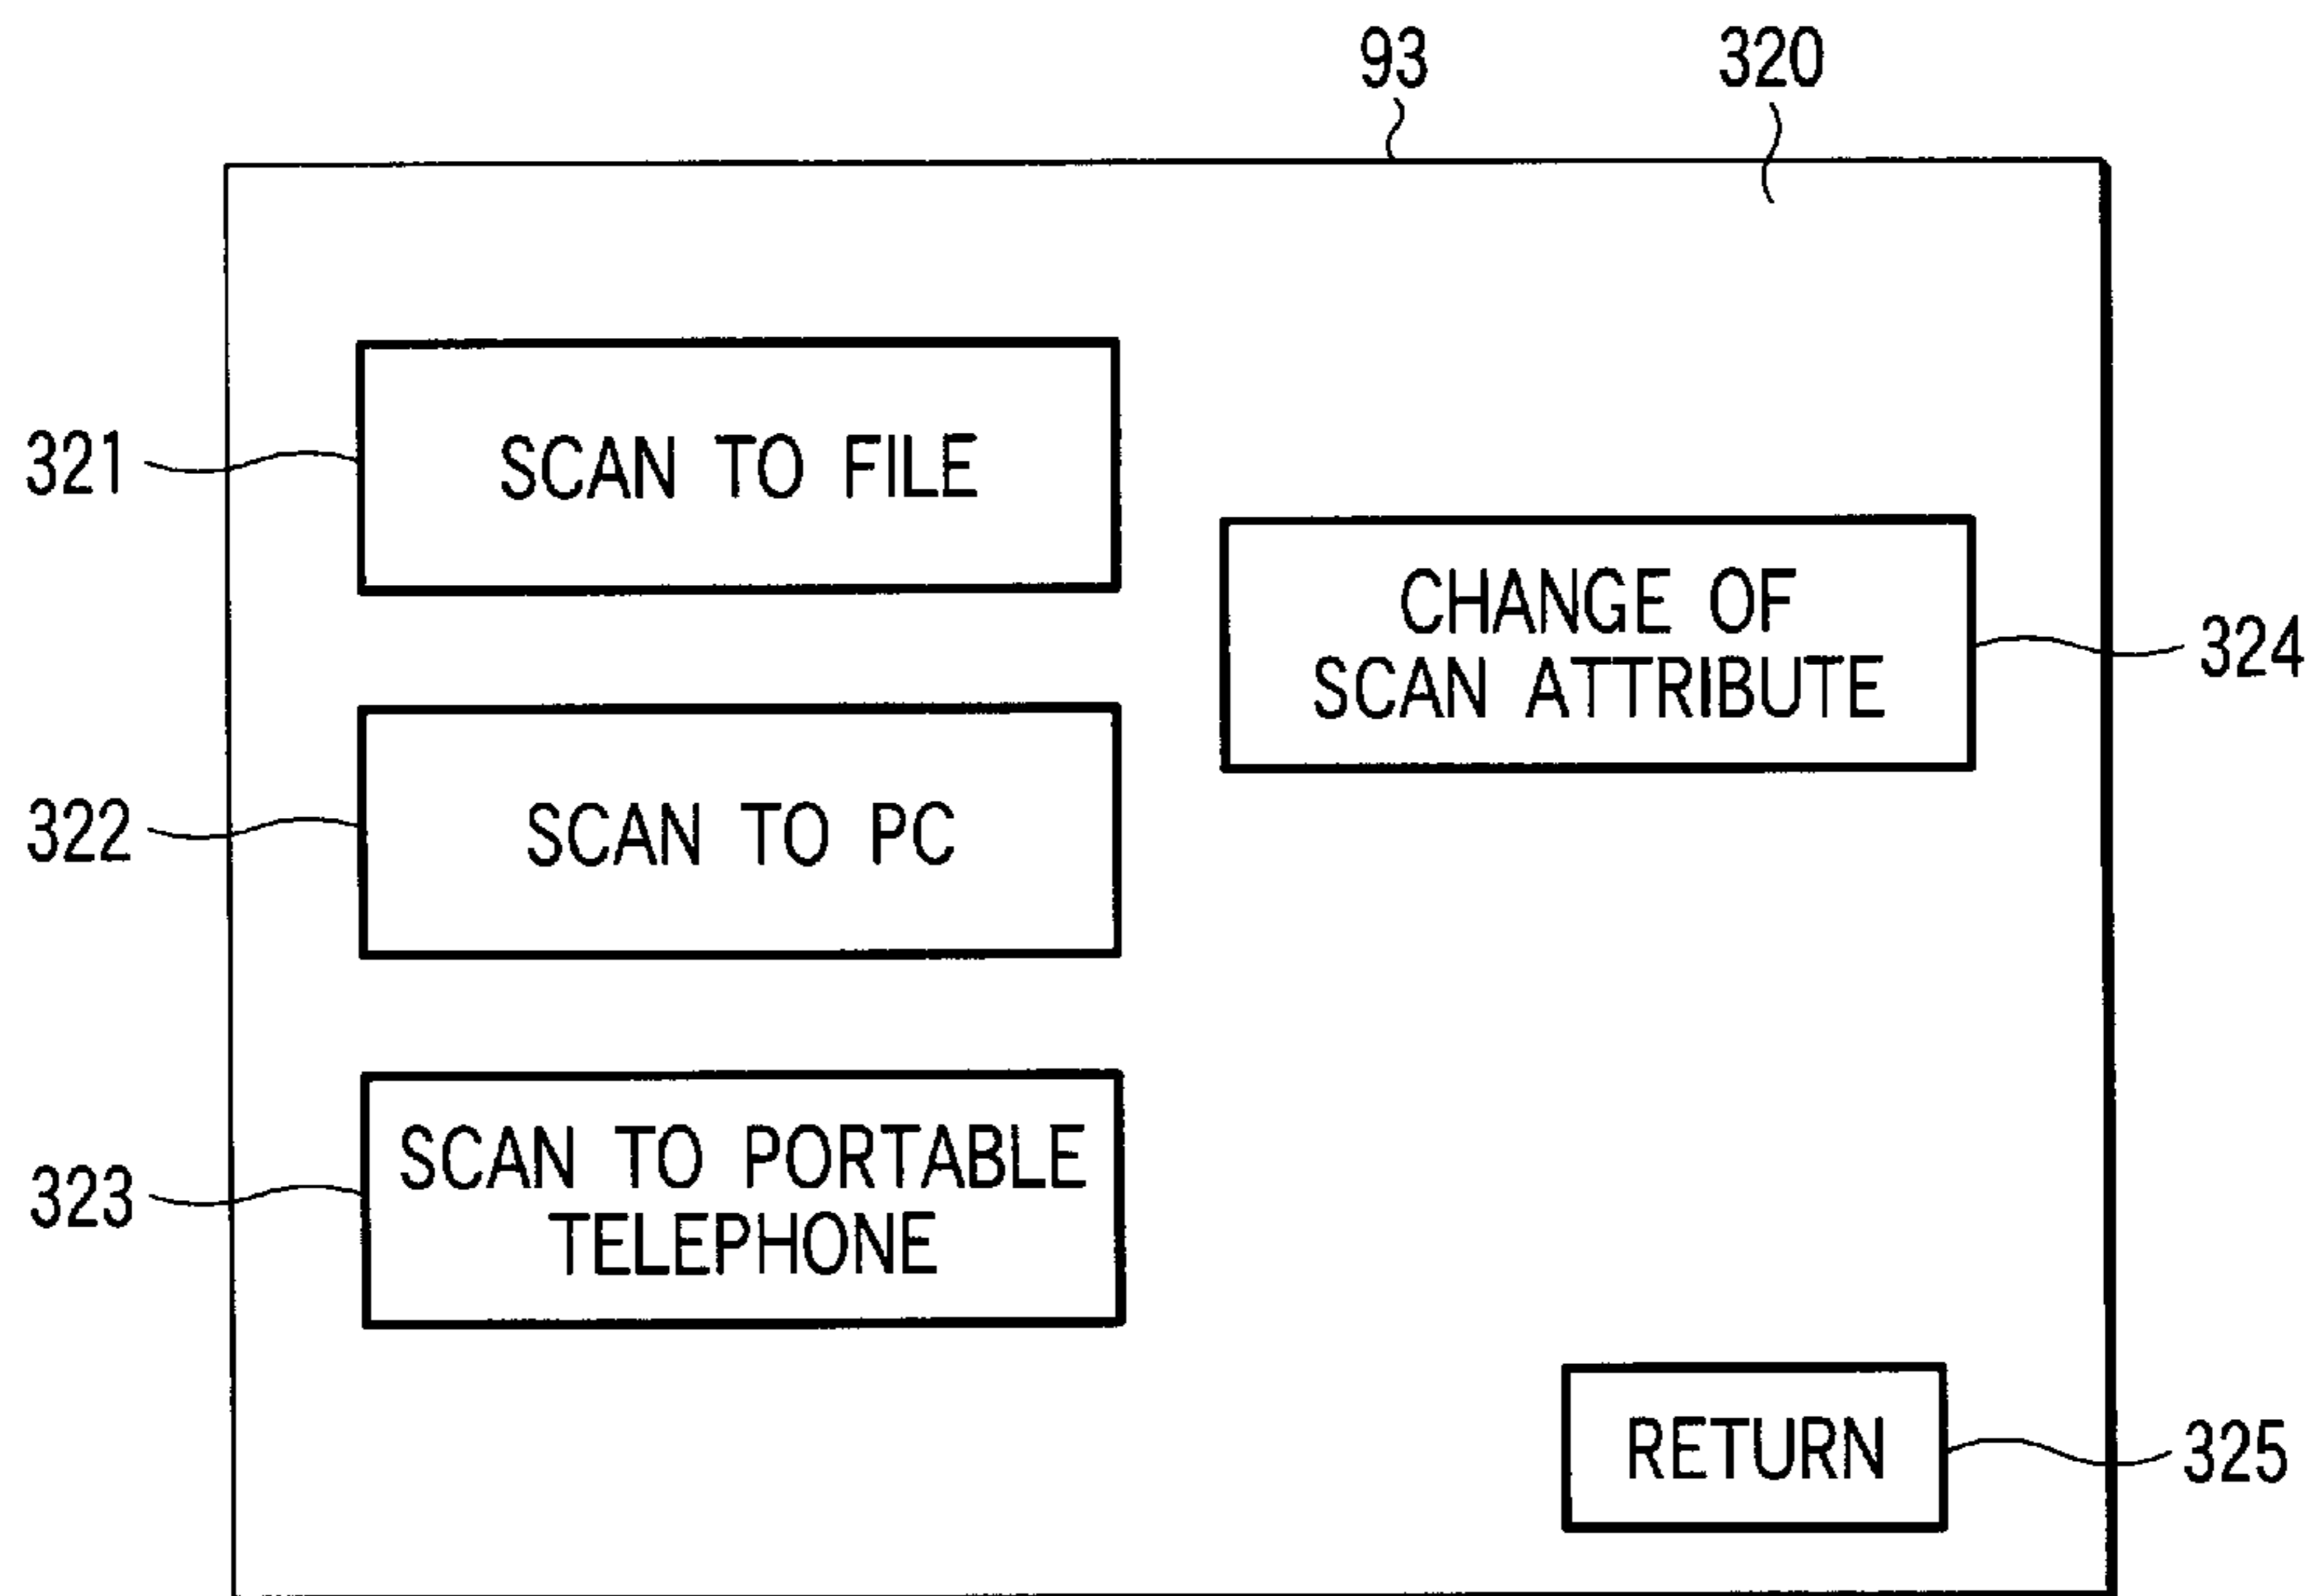 93
320
321
SCAN TO FILE
CHANGE OF
SCAN ATTRIBUTE
324
322
SCAN TO PC
323
SCAN TO PORTABLE
TELEPHONE
RETURN
325